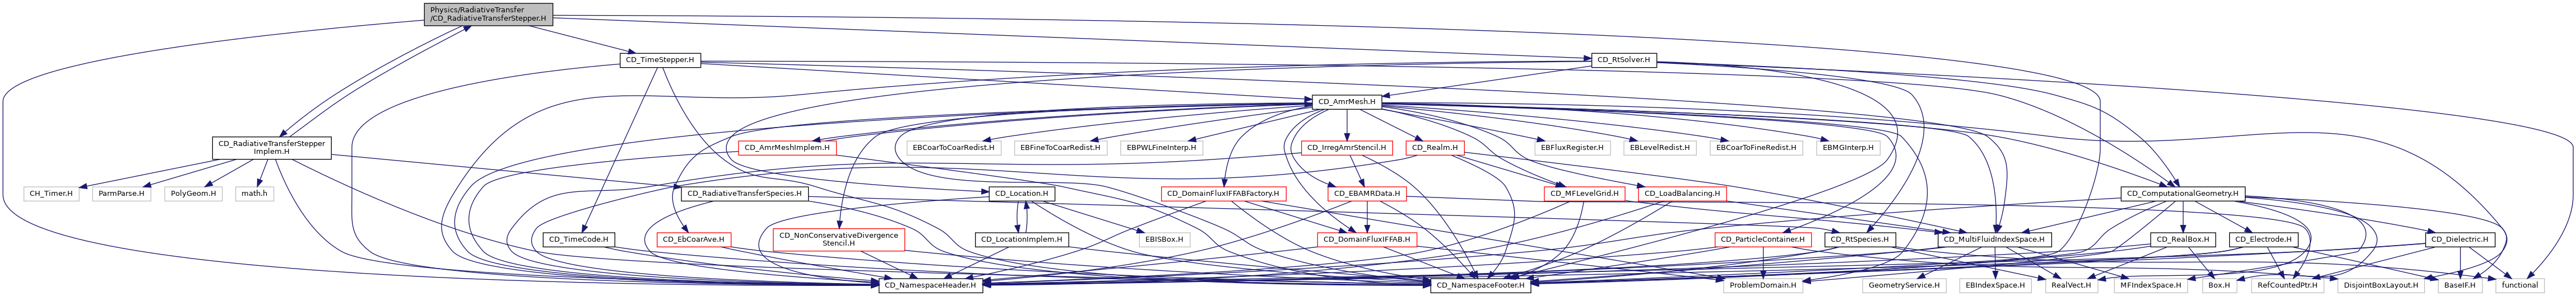 Physics/RadiativeTransfer
/CD_RadiativeTransferStepper.H
CD_TimeStepper.H
CD_RtSolver.H
CD_AmrMesh.H
CD_RadiativeTransferStepper
Implem.H
CD_AmrMeshImplem.H
EBCoarToCoarRedist.H
EBFineToCoarRedist.H
EBPWLFineInterp.H
CD_IrregAmrStencil.H
CD_Realm.H
EBFluxRegister.H
EBLevelRedist.H
EBCoarToFineRedist.H
EBMGInterp.H
CH_Timer.H
ParmParse.H
PolyGeom.H
math.h
CD_RadiativeTransferSpecies.H
CD_Location.H
CD_DomainFluxIFFABFactory.H
CD_EBAMRData.H
CD_MFLevelGrid.H
CD_LoadBalancing.H
CD_ComputationalGeometry.H
CD_TimeCode.H
CD_EbCoarAve.H
CD_NonConservativeDivergence
Stencil.H
CD_LocationImplem.H
EBISBox.H
CD_DomainFluxIFFAB.H
CD_ParticleContainer.H
CD_RtSpecies.H
CD_MultiFluidIndexSpace.H
CD_RealBox.H
CD_Electrode.H
CD_Dielectric.H
CD_NamespaceHeader.H
CD_NamespaceFooter.H
ProblemDomain.H
GeometryService.H
EBIndexSpace.H
RealVect.H
MFIndexSpace.H
Box.H
RefCountedPtr.H
DisjointBoxLayout.H
BaseIF.H
functional